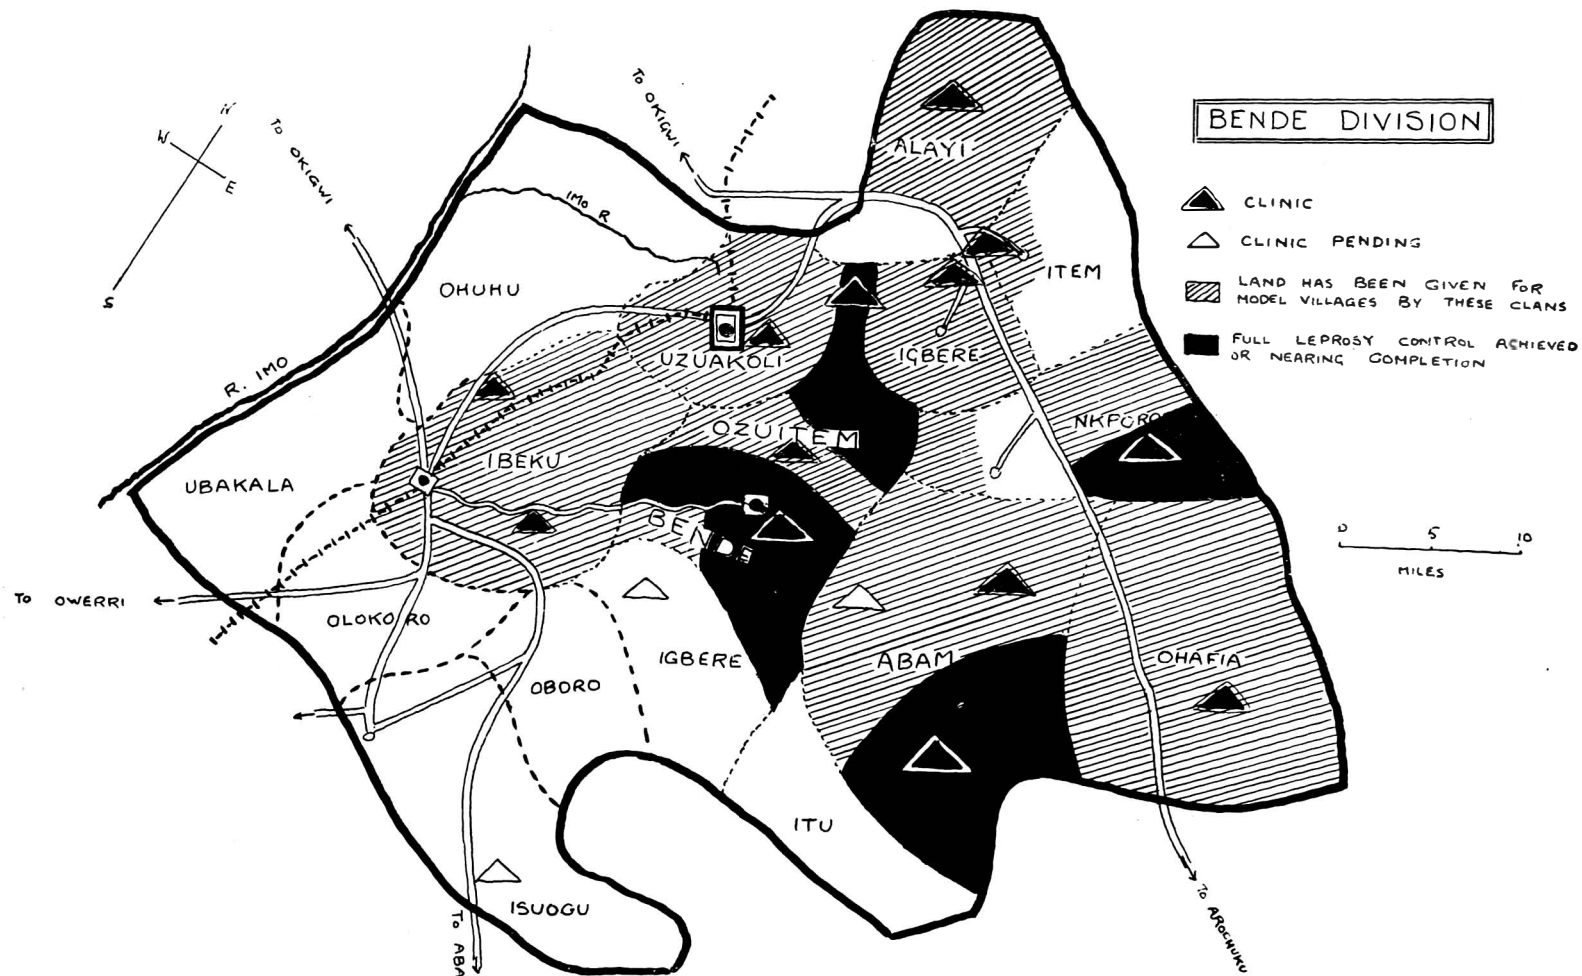 BENDE DIVISION
CLINIC
CLINIC PENDING
LAND HAS BEEN GIVEN FOR
MODEL VILLAGES BY THESE CLANS
FULL LEPROSY CONTROL ACHIEVED
OR NEARING COMPLETION
N
W
E
S
TO OKIGWI
TO OKIGWI
ALAYI
IMO R
ITEM
OHUHU
R. IMO
UZUAKOLI
IGBERE
NKPORO
OZUITEM
IBEKU
UBAKALA
BENDE
0 5 10
MILES
TO OWERRI
OLOKORO
IGBERE
ABAM
OHAFIA
OBORO
ITU
ISUOGU
TO ABA
TO AROCHUKU